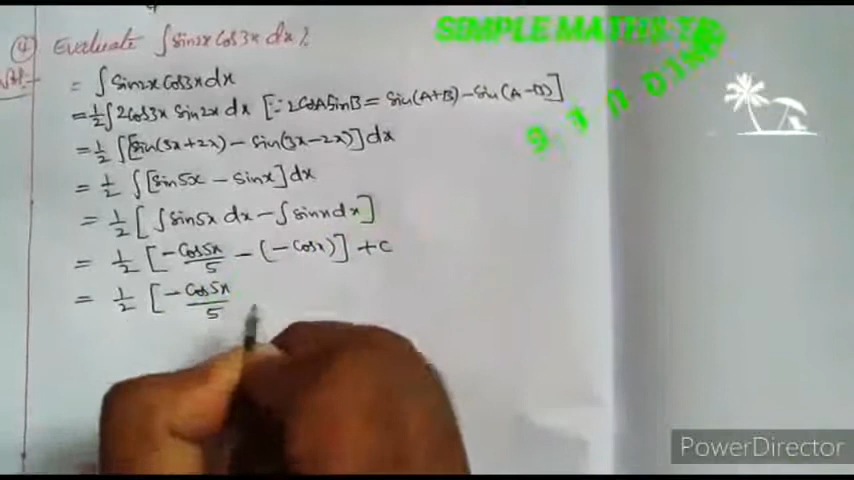 ④ Evaluate ∫sin2x cos3x dx ?.
Sol:-
= ∫sin2x cos3x dx
= 1/2 ∫2cos3x sin2x dx [∵ 2cosA sinB = sin(A+B) - sin(A-B)]
= 1/2 ∫[sin(3x+2x) - sin(3x-2x)] dx
= 1/2 ∫[sin5x - sinx] dx
= 1/2 [∫sin5x dx - ∫sinx dx]
= 1/2 [-cos5x/5 - (-cosx)] + c
= 1/2 [-cos5x/5
SIMPLE MATHS:-
PowerDirector